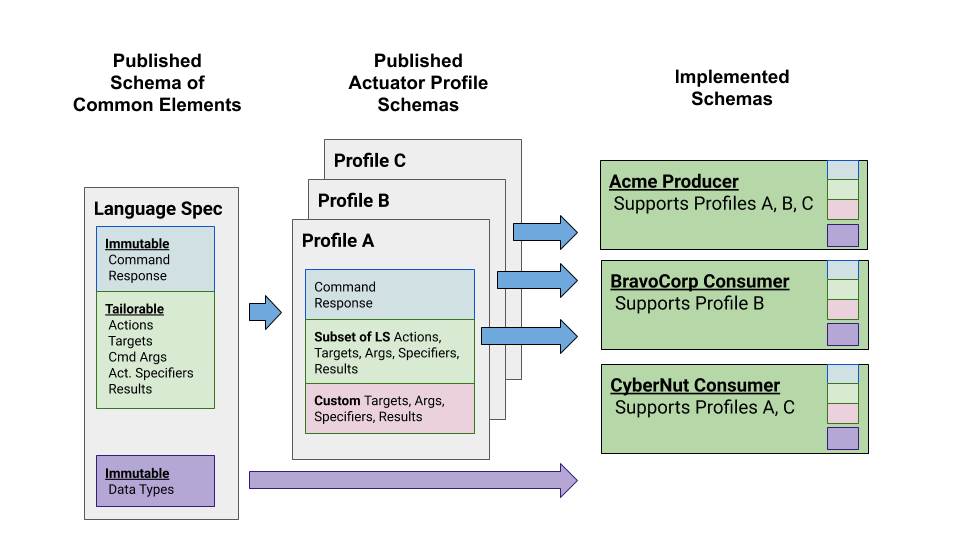 Published
Schema of
Common Elements
Published
Actuator Profile
Schemas
Implemented
Schemas
Language Spec
Immutable
Command
Response
Tailorable
Actions
Targets
Cmd Args
Act. Specifiers
Results
Immutable
Data Types
Profile C
Profile B
Profile A
Command
Response
Subset of LS Actions,
Targets, Args, Specifiers,
Results
Custom Targets, Args,
Specifiers, Results
Acme Producer
Supports Profiles A, B, C
BravoCorp Consumer
Supports Profile B
CyberNut Consumer
Supports Profiles A, C